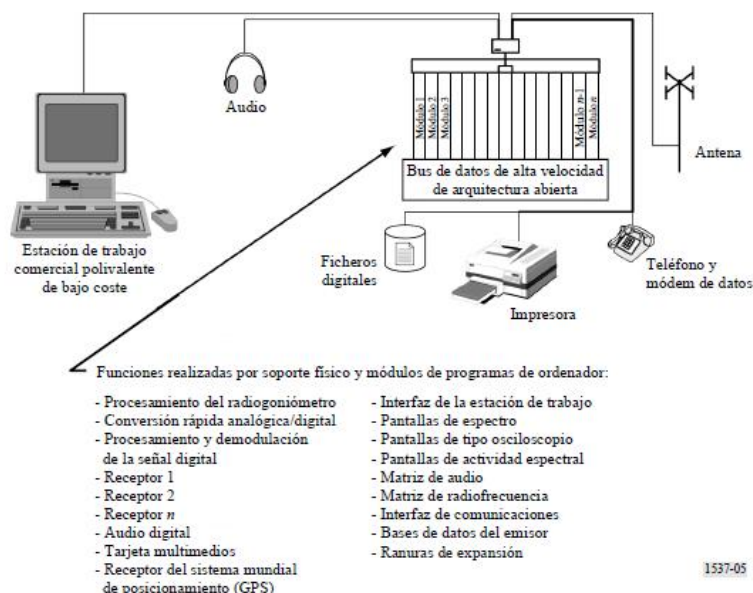 Audio
Módulo 1
Módulo 2
Módulo 3
Módulo n-1
Módulo n
Antena
Bus de datos de alta velocidad
de arquitectura abierta
Estación de trabajo
comercial polivalente
de bajo coste
Ficheros
digitales
Impresora
Teléfono y
módem de datos
Funciones realizadas por soporte físico y módulos de programas de ordenador:
- Procesamiento del radiogoniómetro
- Conversión rápida analógica/digital
- Procesamiento y demodulación
de la señal digital
- Receptor 1
- Receptor 2
- Receptor n
- Audio digital
- Tarjeta multimedios
- Receptor del sistema mundial
de posicionamiento (GPS)
- Interfaz de la estación de trabajo
- Pantallas de espectro
- Pantallas de tipo osciloscopio
- Pantallas de actividad espectral
- Matriz de audio
- Matriz de radiofrecuencia
- Interfaz de comunicaciones
- Bases de datos del emisor
- Ranuras de expansión
1537-05